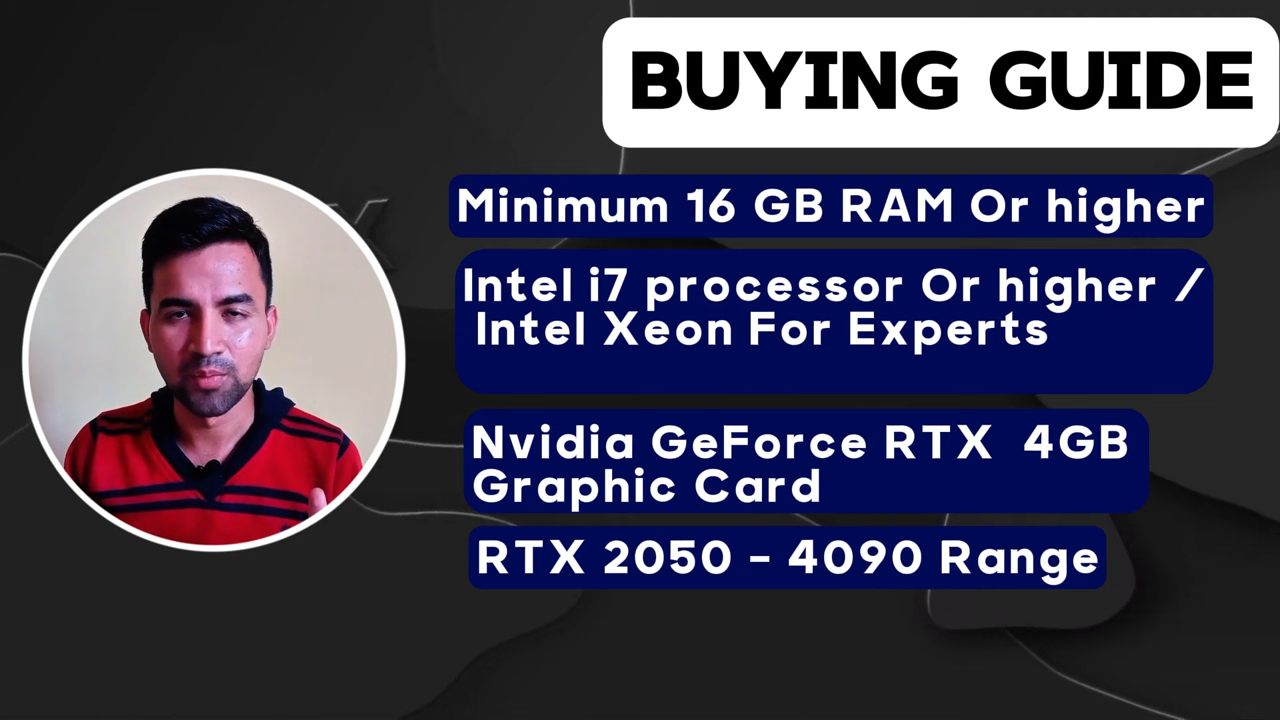 BUYING GUIDE
Minimum 16 GB RAM Or higher
Intel i7 processor Or higher /
Intel Xeon For Experts
Nvidia GeForce RTX 4GB
Graphic Card
RTX 2050 - 4090 Range